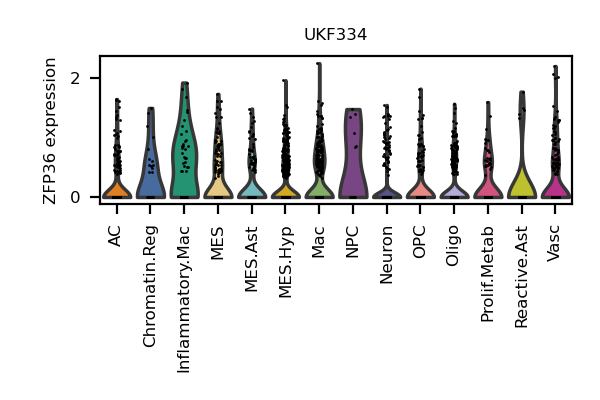 UKF334
ZFP36 expression
2
0
AC
Chromatin.Reg
Inflammatory.Mac
MES
MES.Ast
MES.Hyp
Mac
NPC
Neuron
OPC
Oligo
Prolif.Metab
Reactive.Ast
Vasc